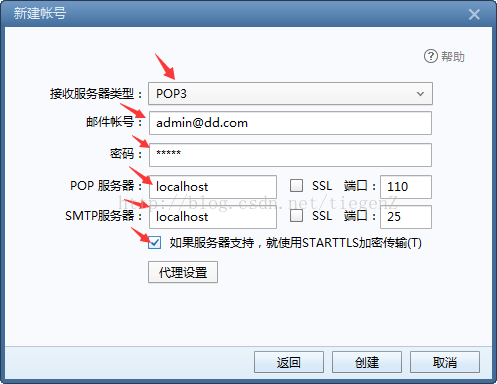 新建帐号
帮助
接收服务器类型： POP3
邮件帐号： admin@dd.com
密码： *****
POP 服务器： localhost SSL 端口： 110
http://blog.csdn.net/tiegenZ
SMTP服务器： localhost SSL 端口： 25
如果服务器支持，就使用STARTTLS加密传输(T)
代理设置
返回 创建 取消